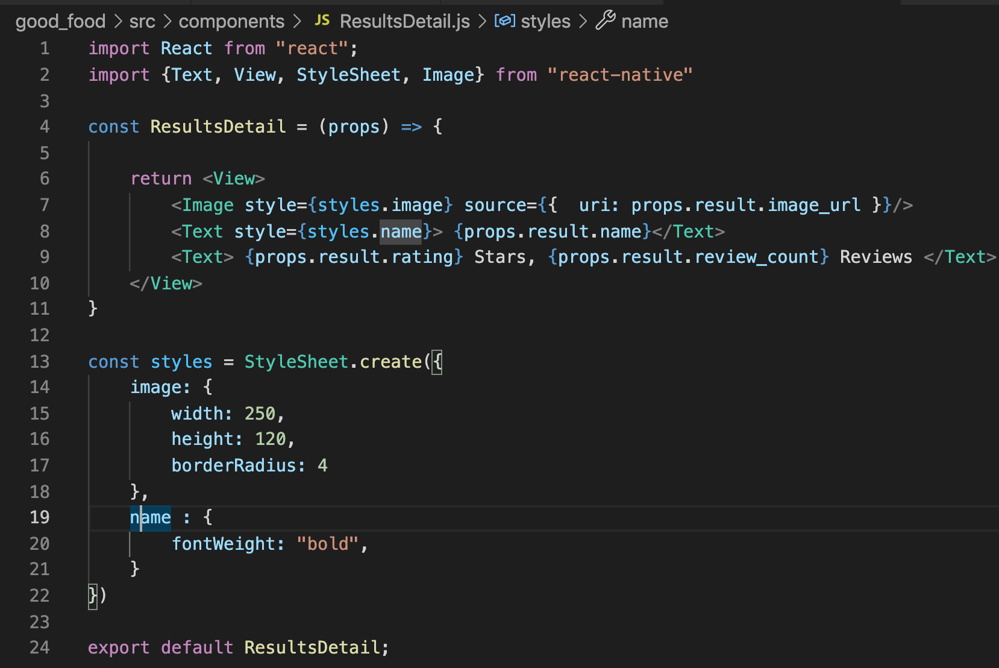 good_food > src > components > JS ResultsDetail.js > styles > name
1 import React from "react";
2 import {Text, View, StyleSheet, Image} from "react-native"
3
4 const ResultsDetail = (props) => {
5
6     return <View>
7         <Image style={styles.image} source={{  uri: props.result.image_url }}/>
8         <Text style={styles.name}> {props.result.name}</Text>
9         <Text> {props.result.rating} Stars, {props.result.review_count} Reviews </Text>
10     </View>
11 }
12
13 const styles = StyleSheet.create({
14     image: {
15         width: 250,
16         height: 120,
17         borderRadius: 4
18     },
19     name : {
20         fontWeight: "bold",
21     }
22 })
23
24 export default ResultsDetail;